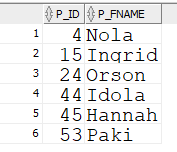 P_ID P_FNAME
1 4 Nola
2 15 Ingrid
3 24 Orson
4 44 Idola
5 45 Hannah
6 53 Paki